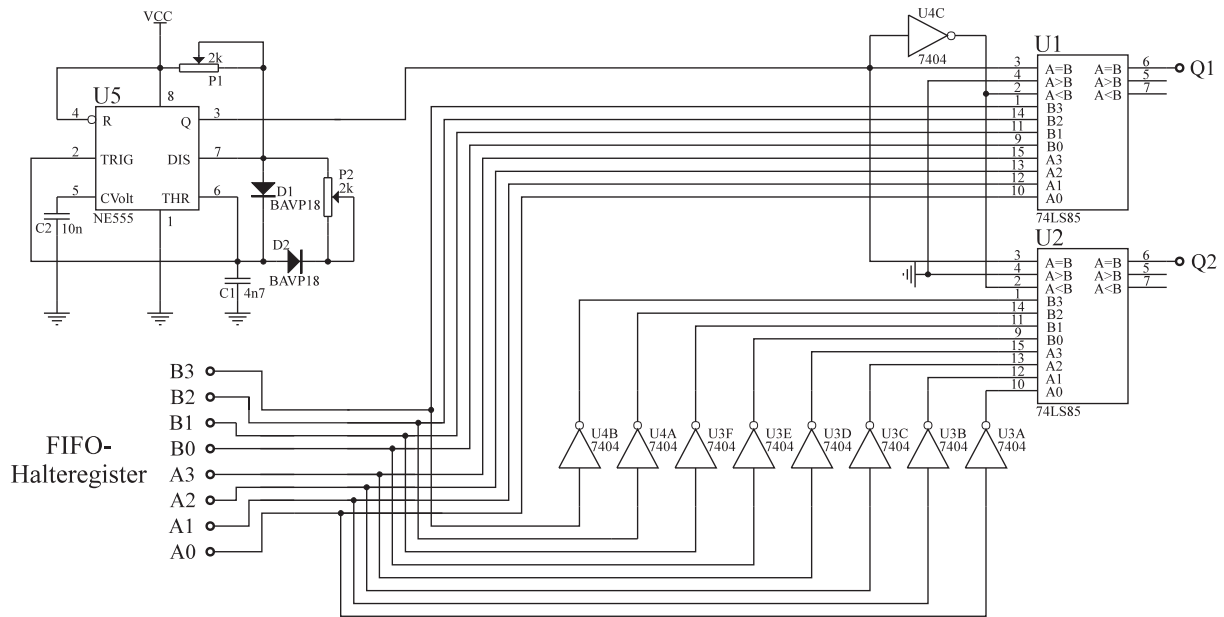 VCC
2k
P1
U5
8
4
R
Q
3
2
TRIG
DIS
7
5
CVolt
THR
6
NE555
1
C2
10n
D1
BAVP18
P2
2k
D2
BAVP18
C1
4n7
U4C
7404
U1
3 A=B A=B 6
4 A>B A>B 5
2 A<B A<B 7
1 B3
14 B2
11 B1
9 B0
15 A3
13 A2
12 A1
10 A0
74LS85
Q1
U2
3 A=B A=B 6
4 A>B A>B 5
2 A<B A<B 7
1 B3
14 B2
11 B1
9 B0
15 A3
13 A2
12 A1
10 A0
74LS85
Q2
FIFO-
Halteregister
B3
B2
B1
B0
A3
A2
A1
A0
U4B
7404
U4A
7404
U3F
7404
U3E
7404
U3D
7404
U3C
7404
U3B
7404
U3A
7404